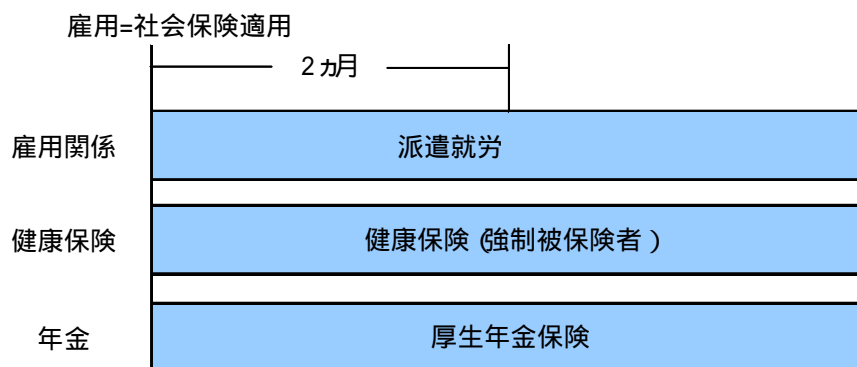 雇用=社会保険適用
2ヵ月
雇用関係
派遣就労
健康保険
健康保険(強制被保険者)
年金
厚生年金保険